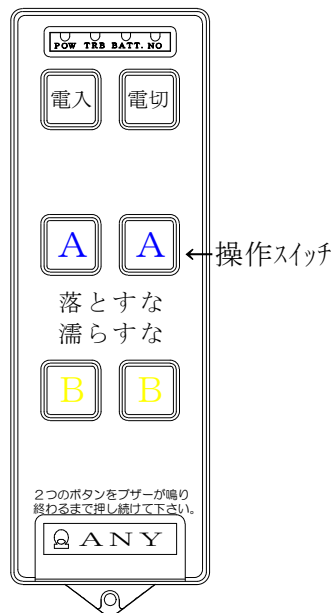 POW TRB BATT. NO
電入 電切
A A ←操作スイッチ
落とすな
濡らすな
B B
2つのボタンをブザーが鳴り
終わるまで押し続けて下さい。
ANY